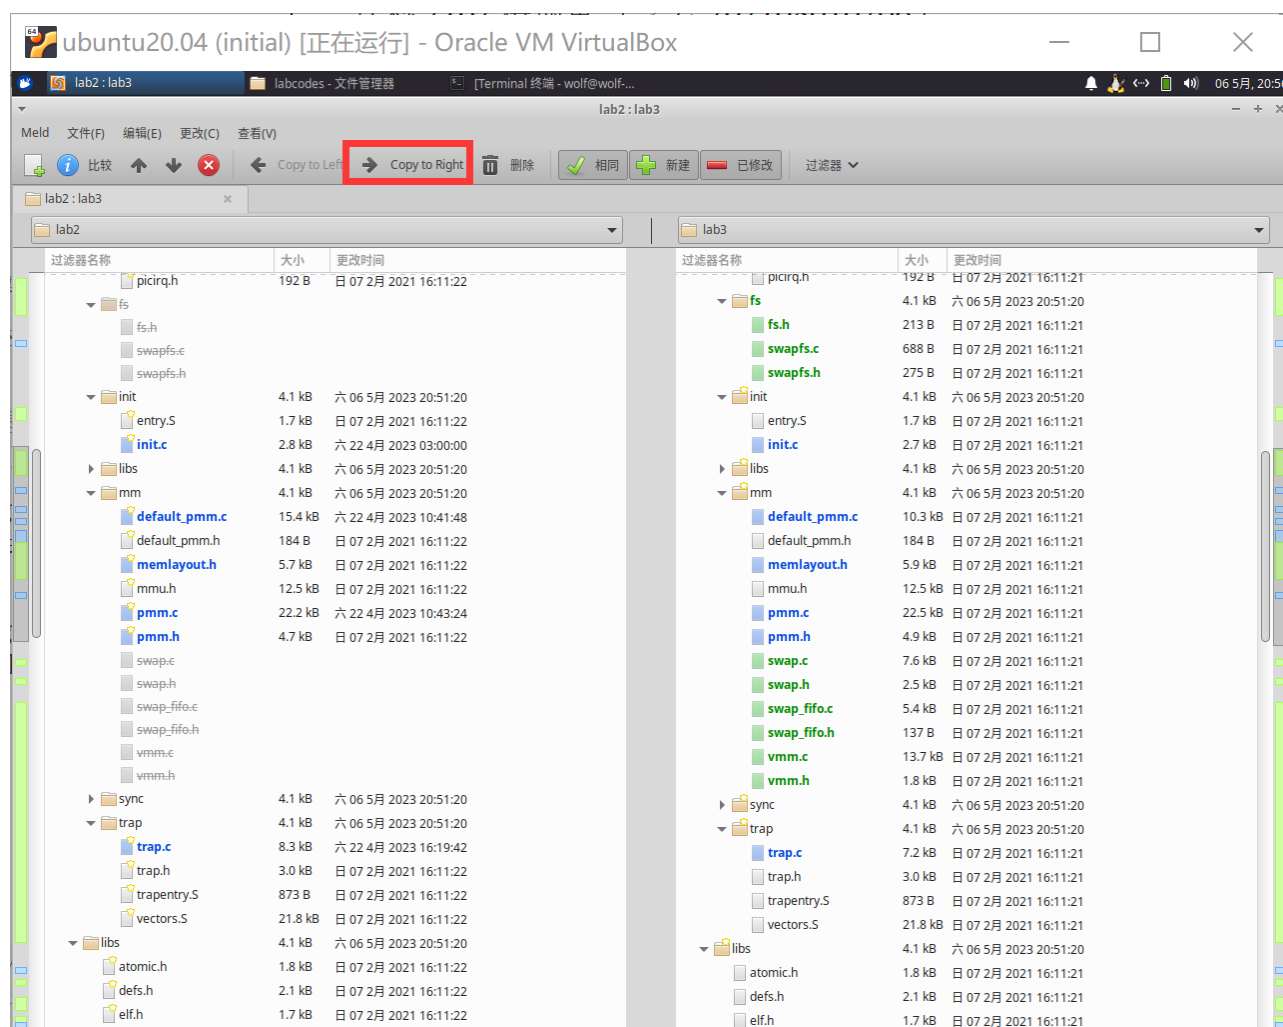 ubuntu20.04 (initial) [正在运行] - Oracle VM VirtualBox
lab2 : lab3 labcodes - 文件管理器 [Terminal 终端 - wolf@wolf-... 06 5月, 20:5
lab2 : lab3
Meld 文件(F) 编辑(E) 更改(C) 查看(V)
比较 Copy to Left Copy to Right 删除 相同 新建 已修改 过滤器
lab2 : lab3
lab2 lab3
过滤器名称 大小 更改时间 过滤器名称 大小 更改时间
picirq.h 192 B 日 07 2月 2021 16:11:22 picirq.h 192 B 日 07 2月 2021 16:11:21
fs fs 4.1 kB 六 06 5月 2023 20:51:20
fs.h fs.h 213 B 日 07 2月 2021 16:11:21
swapfs.c swapfs.c 688 B 日 07 2月 2021 16:11:21
swapfs.h swapfs.h 275 B 日 07 2月 2021 16:11:21
init 4.1 kB 六 06 5月 2023 20:51:20 init 4.1 kB 六 06 5月 2023 20:51:20
entry.S 1.7 kB 日 07 2月 2021 16:11:22 entry.S 1.7 kB 日 07 2月 2021 16:11:21
init.c 2.8 kB 六 22 4月 2023 03:00:00 init.c 2.7 kB 日 07 2月 2021 16:11:21
libs 4.1 kB 六 06 5月 2023 20:51:20 libs 4.1 kB 六 06 5月 2023 20:51:20
mm 4.1 kB 六 06 5月 2023 20:51:20 mm 4.1 kB 六 06 5月 2023 20:51:20
default_pmm.c 15.4 kB 六 22 4月 2023 10:41:48 default_pmm.c 10.3 kB 日 07 2月 2021 16:11:21
default_pmm.h 184 B 日 07 2月 2021 16:11:22 default_pmm.h 184 B 日 07 2月 2021 16:11:21
memlayout.h 5.7 kB 日 07 2月 2021 16:11:22 memlayout.h 5.9 kB 日 07 2月 2021 16:11:21
mmu.h 12.5 kB 日 07 2月 2021 16:11:22 mmu.h 12.5 kB 日 07 2月 2021 16:11:21
pmm.c 22.2 kB 六 22 4月 2023 10:43:24 pmm.c 22.5 kB 日 07 2月 2021 16:11:21
pmm.h 4.7 kB 日 07 2月 2021 16:11:22 pmm.h 4.9 kB 日 07 2月 2021 16:11:21
swap.c swap.c 7.6 kB 日 07 2月 2021 16:11:21
swap.h swap.h 2.5 kB 日 07 2月 2021 16:11:21
swap_fifo.c swap_fifo.c 5.4 kB 日 07 2月 2021 16:11:21
swap_fifo.h swap_fifo.h 137 B 日 07 2月 2021 16:11:21
vmm.c vmm.c 13.7 kB 日 07 2月 2021 16:11:21
vmm.h vmm.h 1.8 kB 日 07 2月 2021 16:11:21
sync 4.1 kB 六 06 5月 2023 20:51:20 sync 4.1 kB 六 06 5月 2023 20:51:20
trap 4.1 kB 六 06 5月 2023 20:51:20 trap 4.1 kB 六 06 5月 2023 20:51:20
trap.c 8.3 kB 六 22 4月 2023 16:19:42 trap.c 7.2 kB 日 07 2月 2021 16:11:21
trap.h 3.0 kB 日 07 2月 2021 16:11:22 trap.h 3.0 kB 日 07 2月 2021 16:11:21
trapentry.S 873 B 日 07 2月 2021 16:11:22 trapentry.S 873 B 日 07 2月 2021 16:11:21
vectors.S 21.8 kB 日 07 2月 2021 16:11:22 vectors.S 21.8 kB 日 07 2月 2021 16:11:21
libs 4.1 kB 六 06 5月 2023 20:51:20 libs 4.1 kB 六 06 5月 2023 20:51:20
atomic.h 1.8 kB 日 07 2月 2021 16:11:22 atomic.h 1.8 kB 日 07 2月 2021 16:11:21
defs.h 2.1 kB 日 07 2月 2021 16:11:22 defs.h 2.1 kB 日 07 2月 2021 16:11:21
elf.h 1.7 kB 日 07 2月 2021 16:11:22 elf.h 1.7 kB 日 07 2月 2021 16:11:21